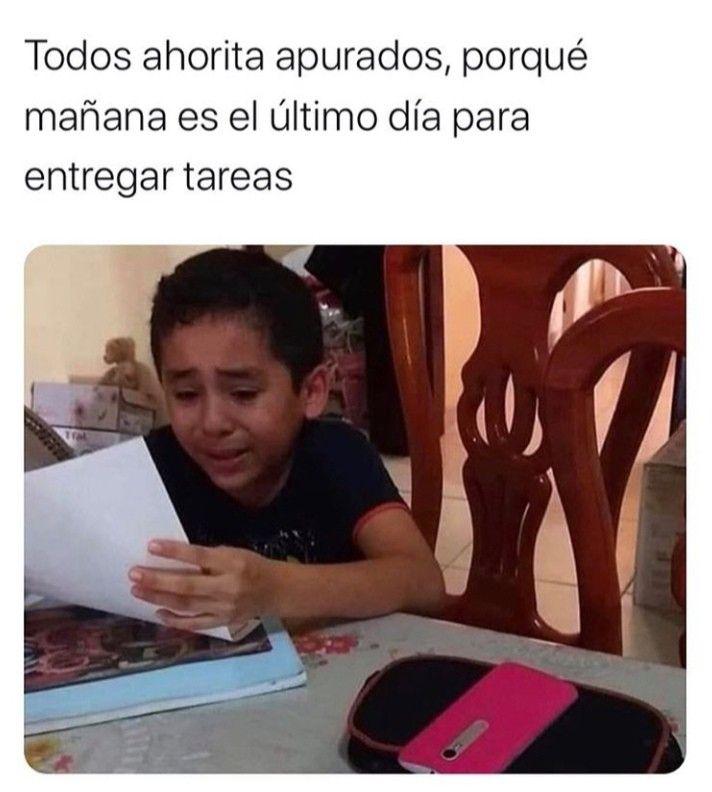 Todos ahorita apurados, porqué
mañana es el último día para
entregar tareas